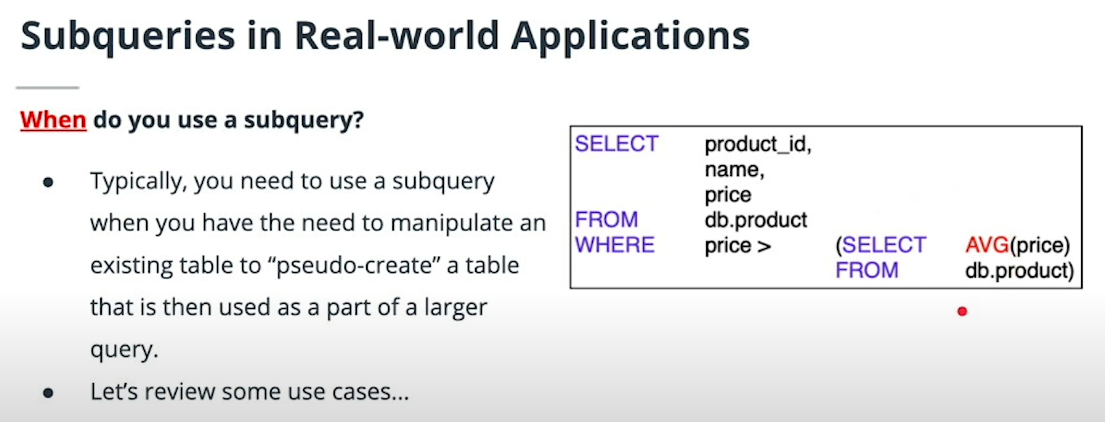 Subqueries in Real-world Applications
When do you use a subquery?
● Typically, you need to use a subquery
when you have the need to manipulate an
existing table to “pseudo-create” a table
that is then used as a part of a larger
query.
● Let’s review some use cases...
SELECT product_id,
name,
price
FROM db.product
WHERE price > (SELECT AVG(price)
FROM db.product)